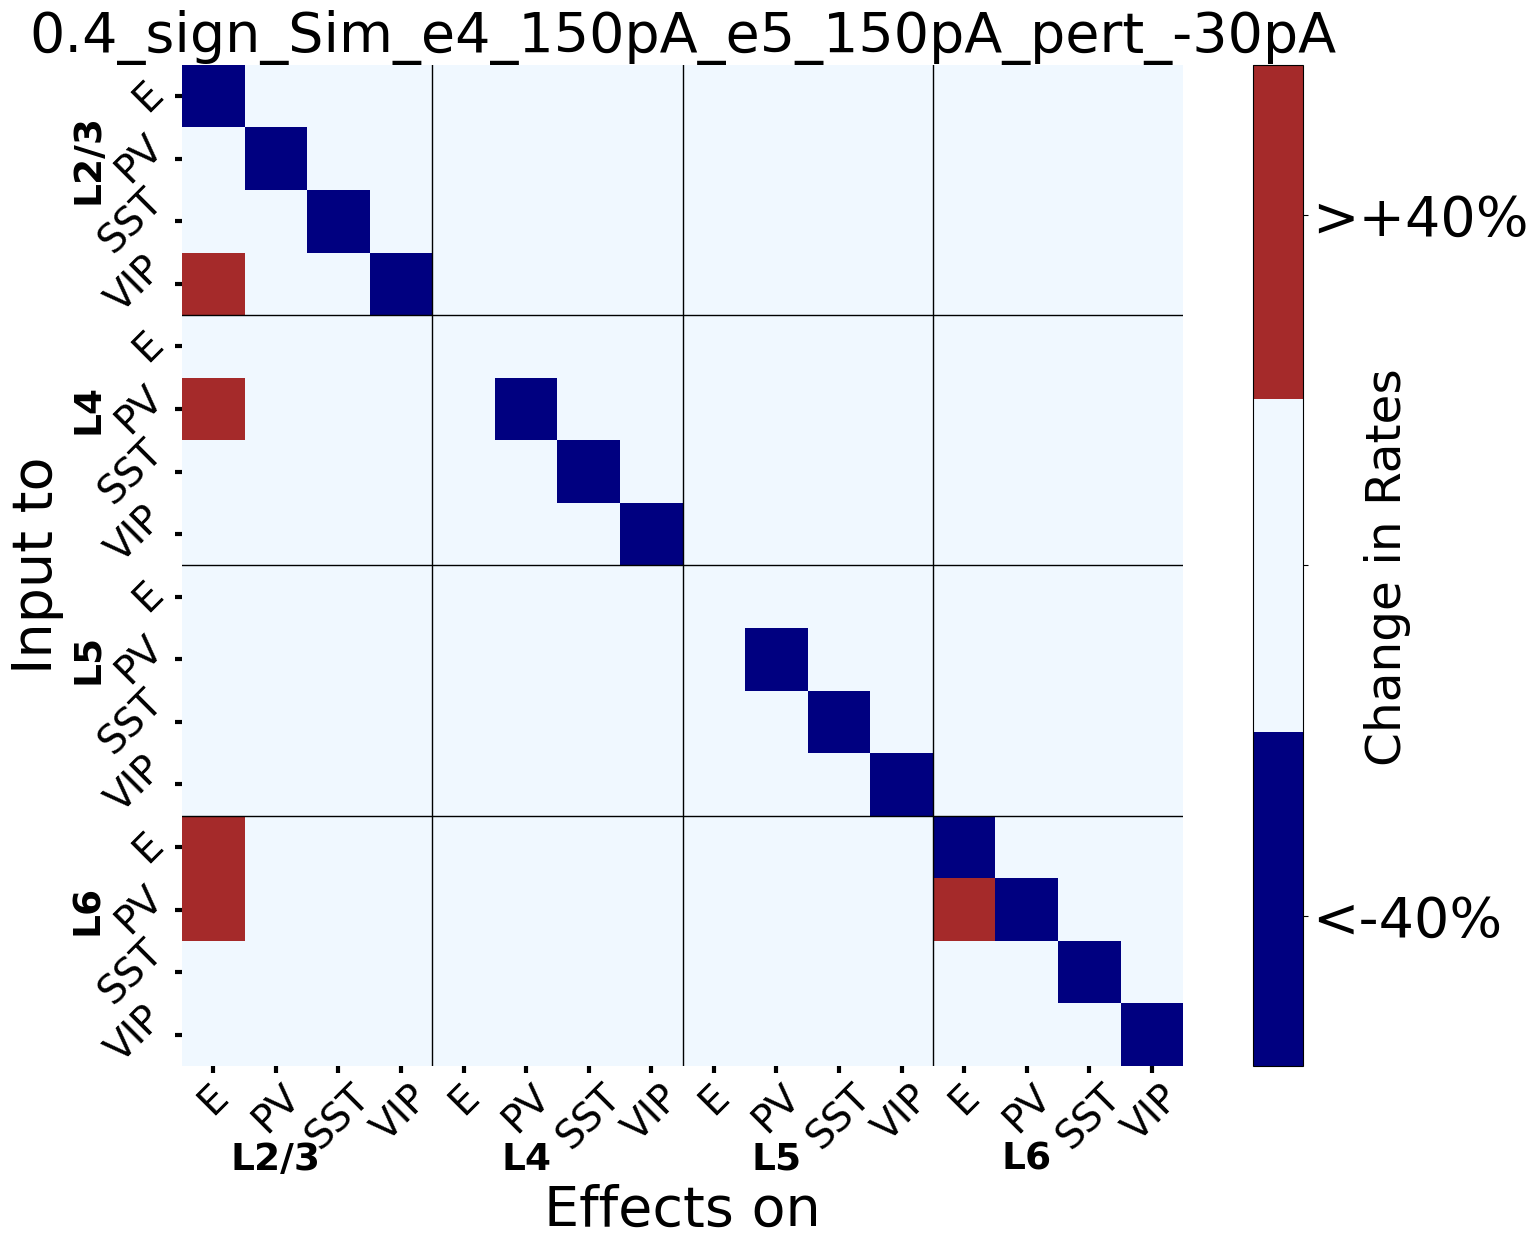 0.4_sign_Sim_e4_150pA_e5_150pA_pert_-30pA
Input to
L2/3
E
PV
SST
VIP
L4
E
PV
SST
VIP
L5
E
PV
SST
VIP
L6
E
PV
SST
VIP
E PV SST VIP E PV SST VIP E PV SST VIP E PV SST VIP
L2/3 L4 L5 L6
Effects on
>+40%
<-40%
Change in Rates